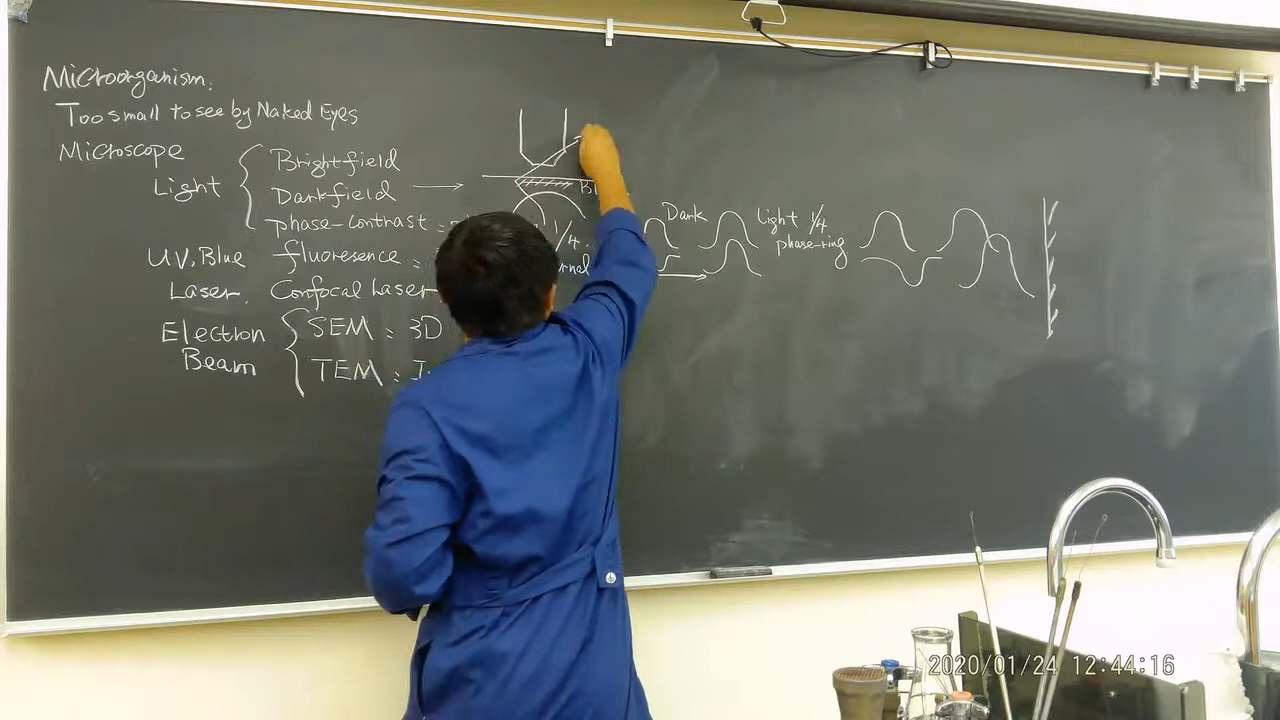 Microorganism.
Too small to see by Naked Eyes
Microscope
Light
Brightfield
Darkfield
phase-contrast =
UV, Blue fluoresence =
Laser. Confocal Laser
Electron Beam
SEM = 3D
TEM =
1/4.
Dark
Light 1/4
phase-ring
2020/01/24 12:44:16